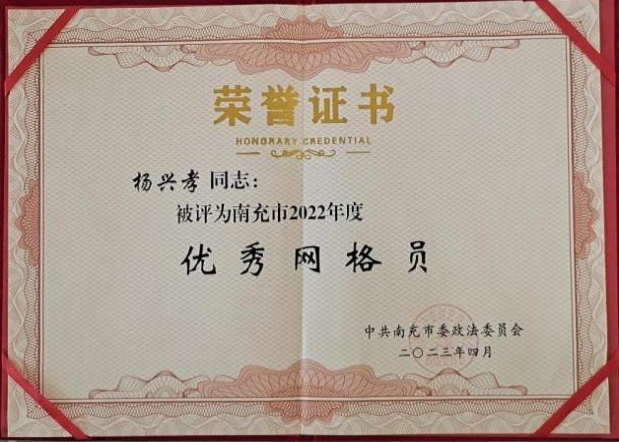 荣誉证书
HONORARY CREDENTIAL
杨兴孝 同志：
被评为南充市2022年度
优秀网格员
中共南充市委政法委员会
二〇二三年四月